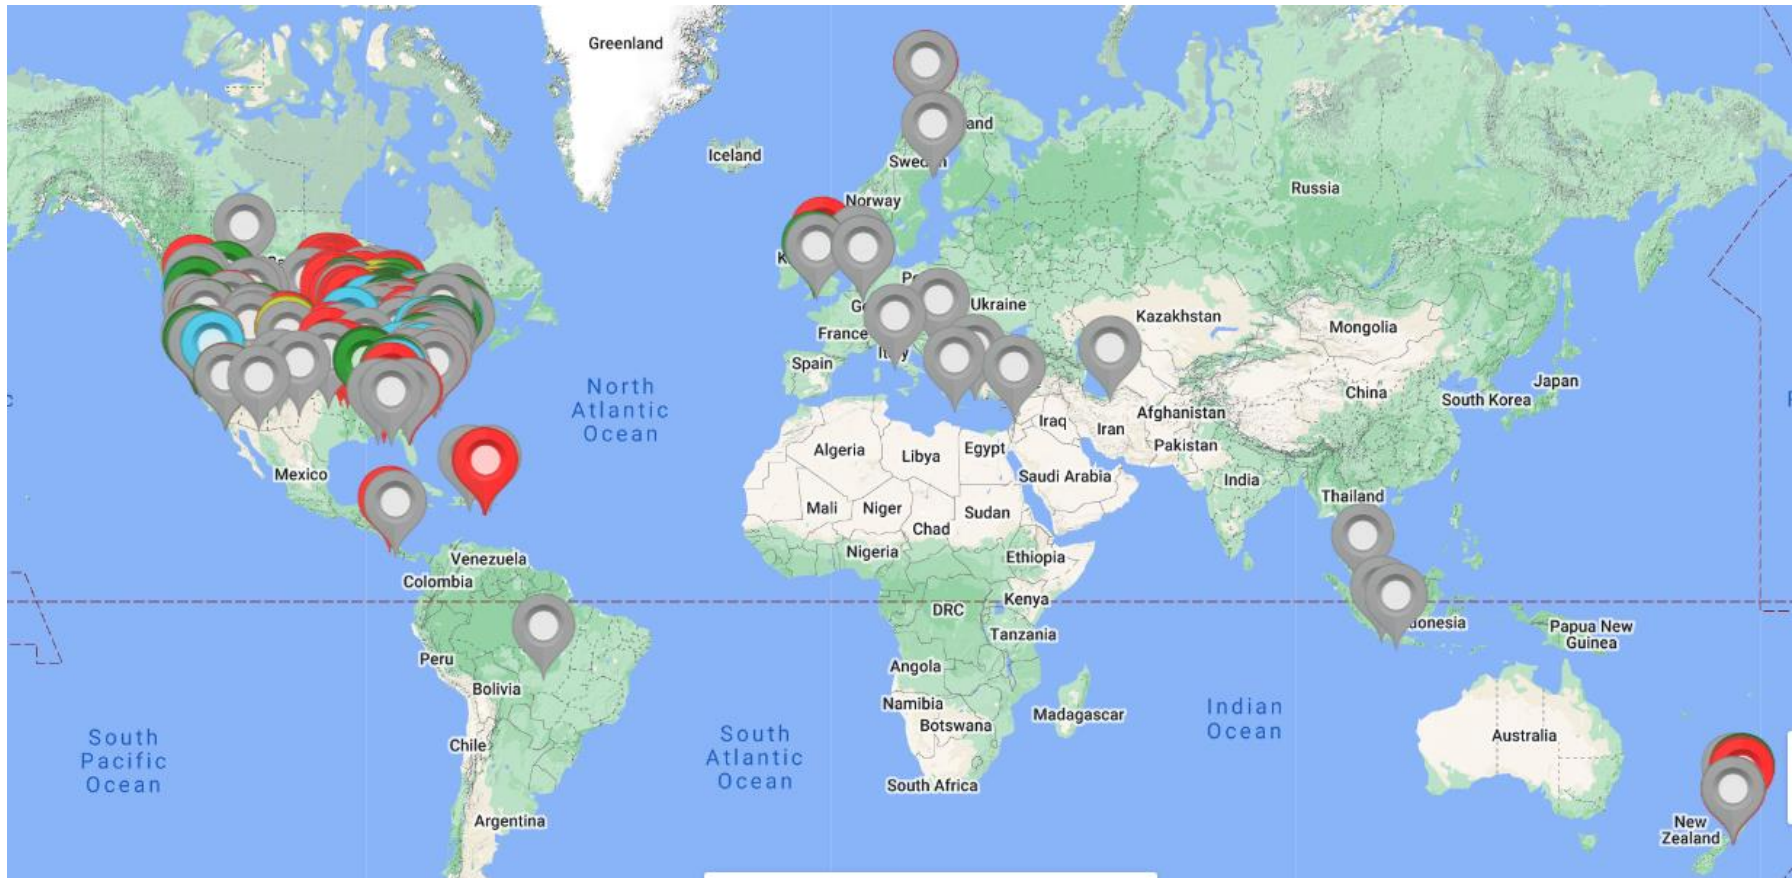 Greenland
Iceland
Sweden
Norway
Russia
Ukraine
France
Spain
Kazakhstan
Mongolia
Japan
China
South Korea
Afghanistan
Iraq
Iran
Pakistan
North
Atlantic
Ocean
Algeria
Libya
Egypt
Saudi Arabia
India
Thailand
Mexico
Mali
Niger
Sudan
Chad
Nigeria
Ethiopia
Venezuela
Colombia
DRC
Kenya
Tanzania
donesia
Papua New
Guinea
Peru
Angola
Bolivia
Namibia
Botswana
Madagascar
Indian
Ocean
South
Pacific
Ocean
Chile
South
Atlantic
Ocean
Australia
South Africa
Argentina
New
Zealand